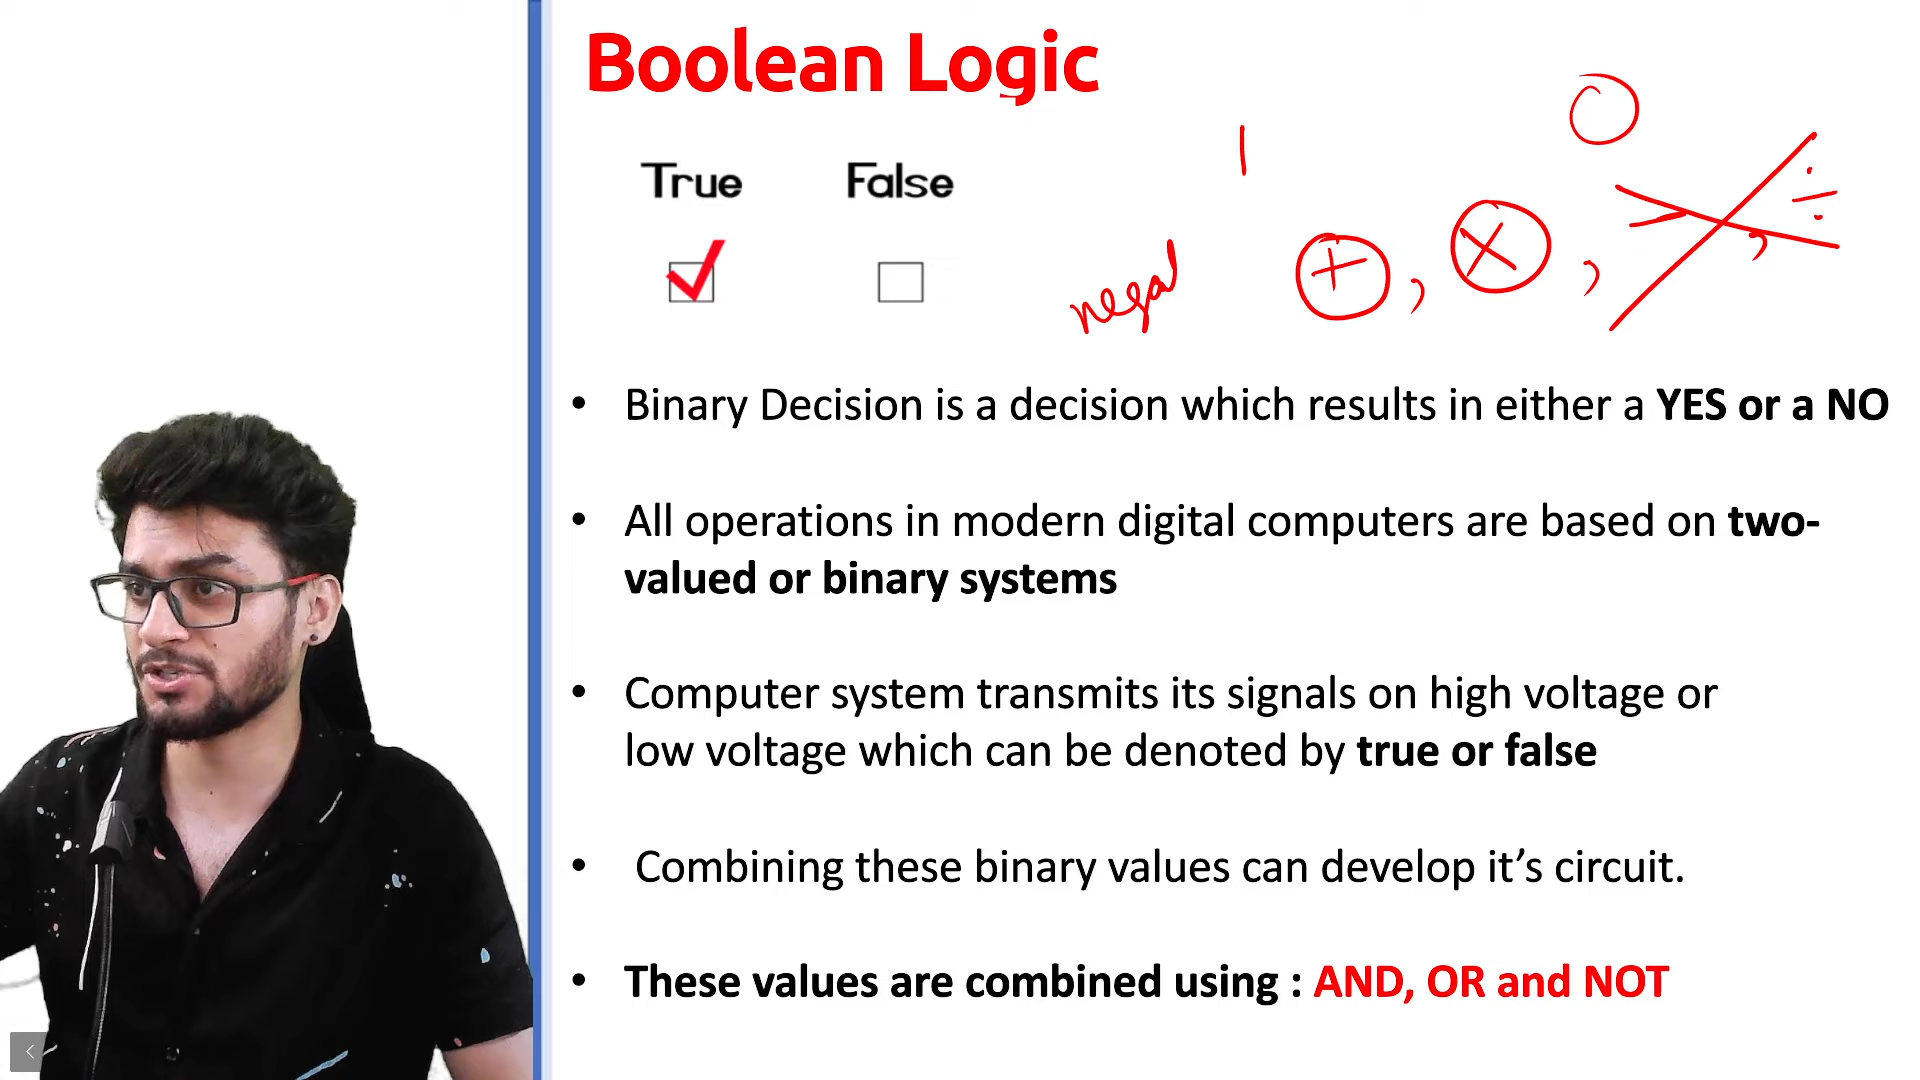 Boolean Logic
True False
negal
1 0
+ , × , − , ÷
• Binary Decision is a decision which results in either a YES or a NO
• All operations in modern digital computers are based on two-
valued or binary systems
• Computer system transmits its signals on high voltage or
low voltage which can be denoted by true or false
• Combining these binary values can develop it’s circuit.
• These values are combined using : AND, OR and NOT